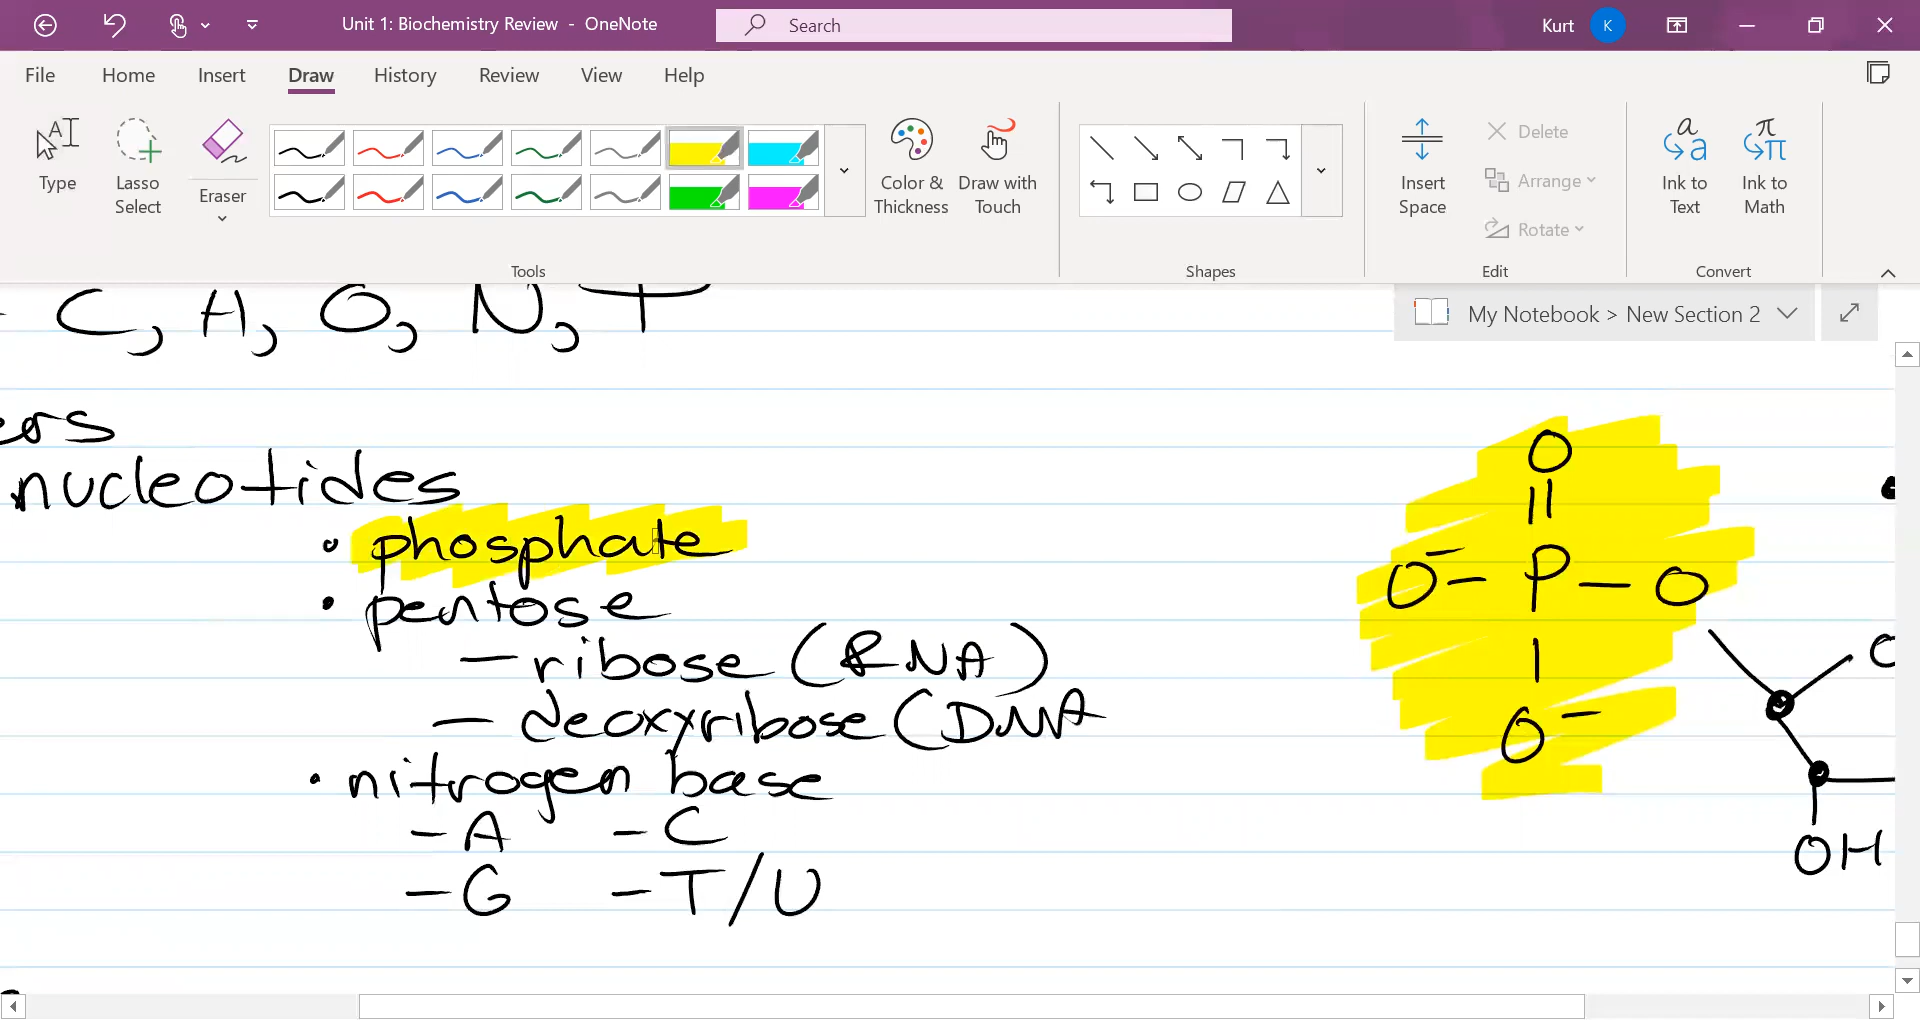 Unit 1: Biochemistry Review - OneNote
Search
Kurt
K
File Home Insert Draw History Review View Help
Type
Lasso Select
Eraser
Color & Thickness
Draw with Touch
Insert Space
Delete
Arrange
Rotate
a
a
Ink to Text
π
π
Ink to Math
Tools
Shapes
Edit
Convert
My Notebook > New Section 2
C, H, O, N,
ers
nucleotides
• phosphate
• pentose
- ribose (RNA)
- deoxyribose (DNA
• nitrogen base
- A - C
- G - T/U
O
O⁻ - P - O
O⁻
OH